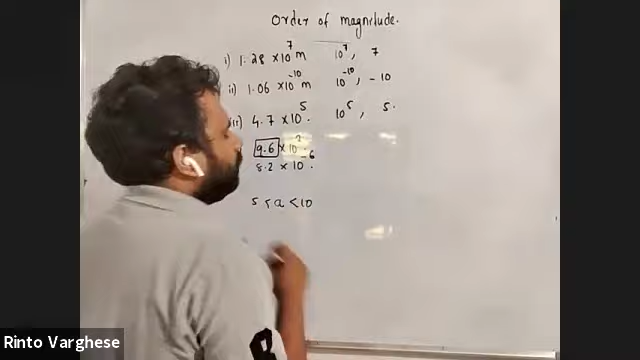 Order of magnitude.
i) 1.28 × 10⁷ m 10⁷, 7
ii) 1.06 × 10⁻¹⁰ m 10⁻¹⁰, -10
4.7 × 10⁵. 10⁵, 5.
9.6 × 10
8.2 × 10⁻⁶.
5 < a < 10
Rinto Varghese